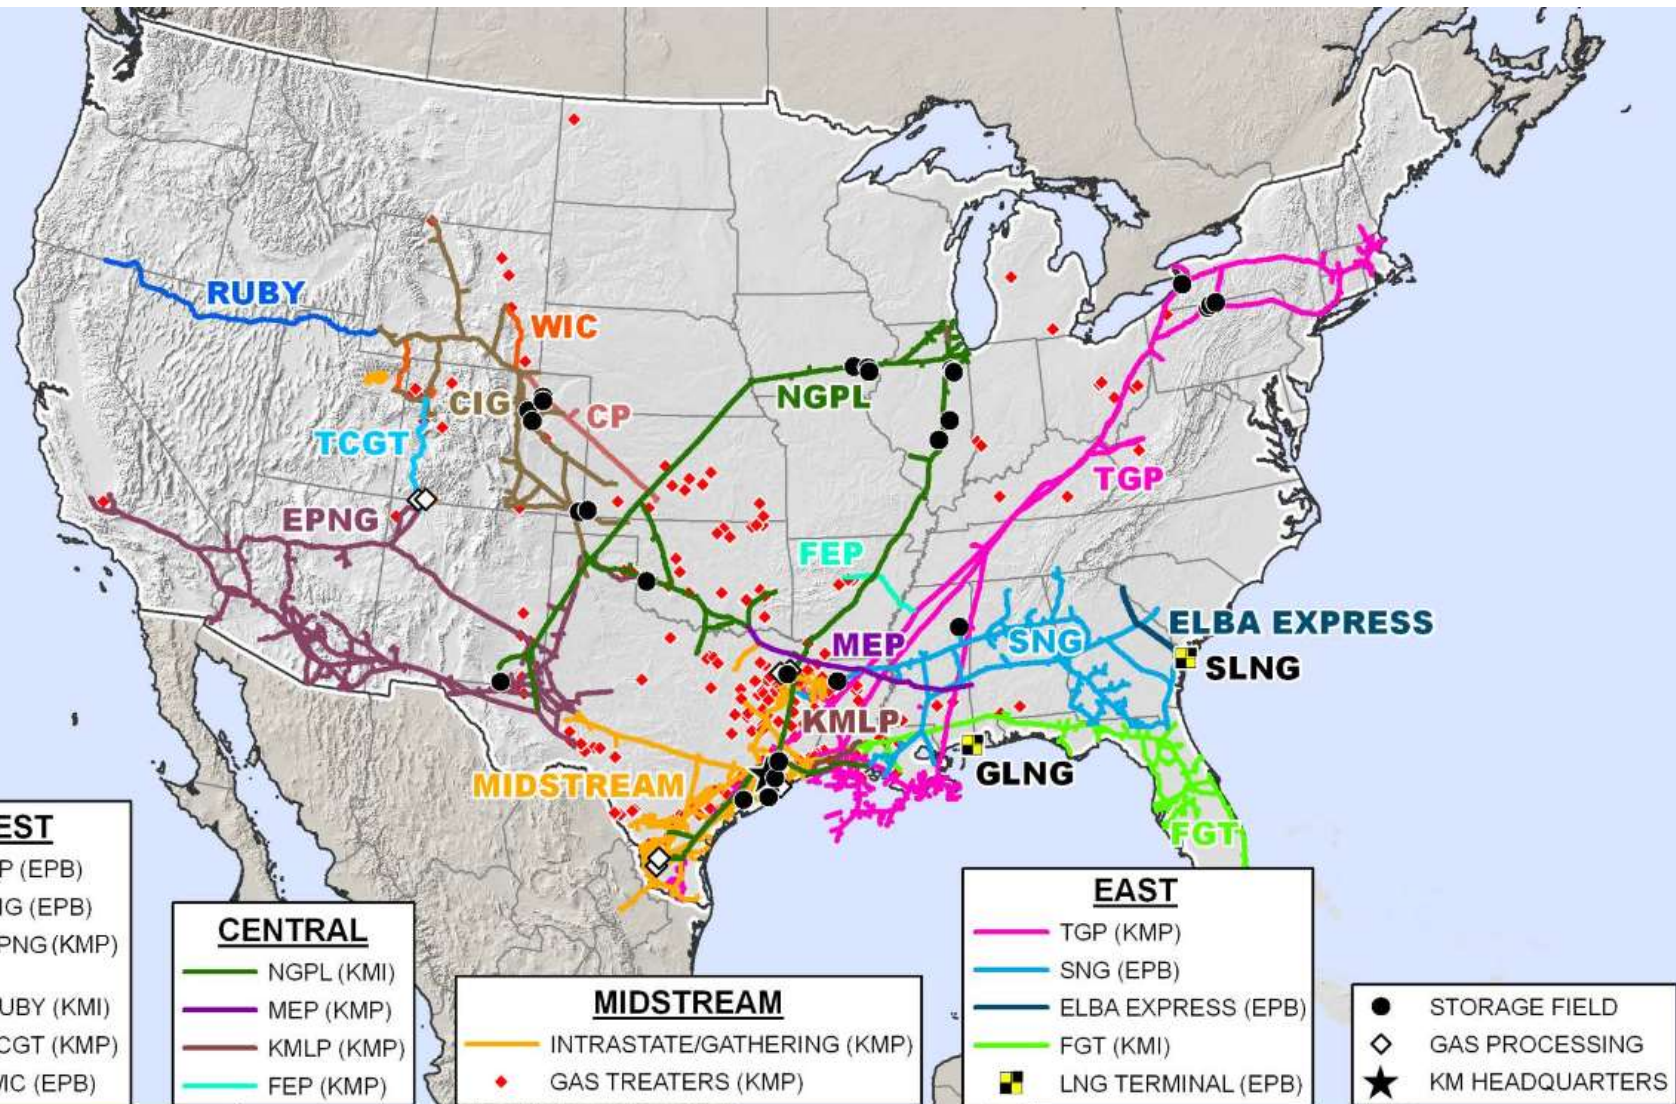 RUBY
WIC
CIG
CP
NGPL
TCGT
TGP
EPNG
FEP
ELBA EXPRESS
MEP
SNG
SLNG
KMLP
GLNG
MIDSTREAM
FGT
EST
P (EPB)
IG (EPB)
PNG (KMP)
UBY (KMI)
CGT (KMP)
IC (EPB)
CENTRAL
NGPL (KMI)
MEP (KMP)
KMLP (KMP)
FEP (KMP)
MIDSTREAM
INTRASTATE/GATHERING (KMP)
GAS TREATERS (KMP)
EAST
TGP (KMP)
SNG (EPB)
ELBA EXPRESS (EPB)
FGT (KMI)
LNG TERMINAL (EPB)
STORAGE FIELD
GAS PROCESSING
KM HEADQUARTERS